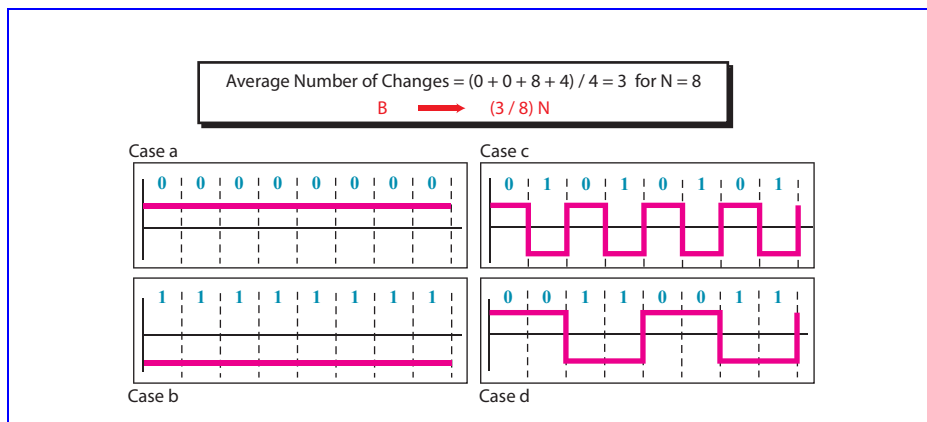 Average Number of Changes = (0 + 0 + 8 + 4) / 4 = 3 for N = 8
B (3 / 8) N
Case a
0 0 0 0 0 0 0 0
Case c
0 1 0 1 0 1 0 1
1 1 1 1 1 1 1 1
Case b
0 0 1 1 0 0 1 1
Case d